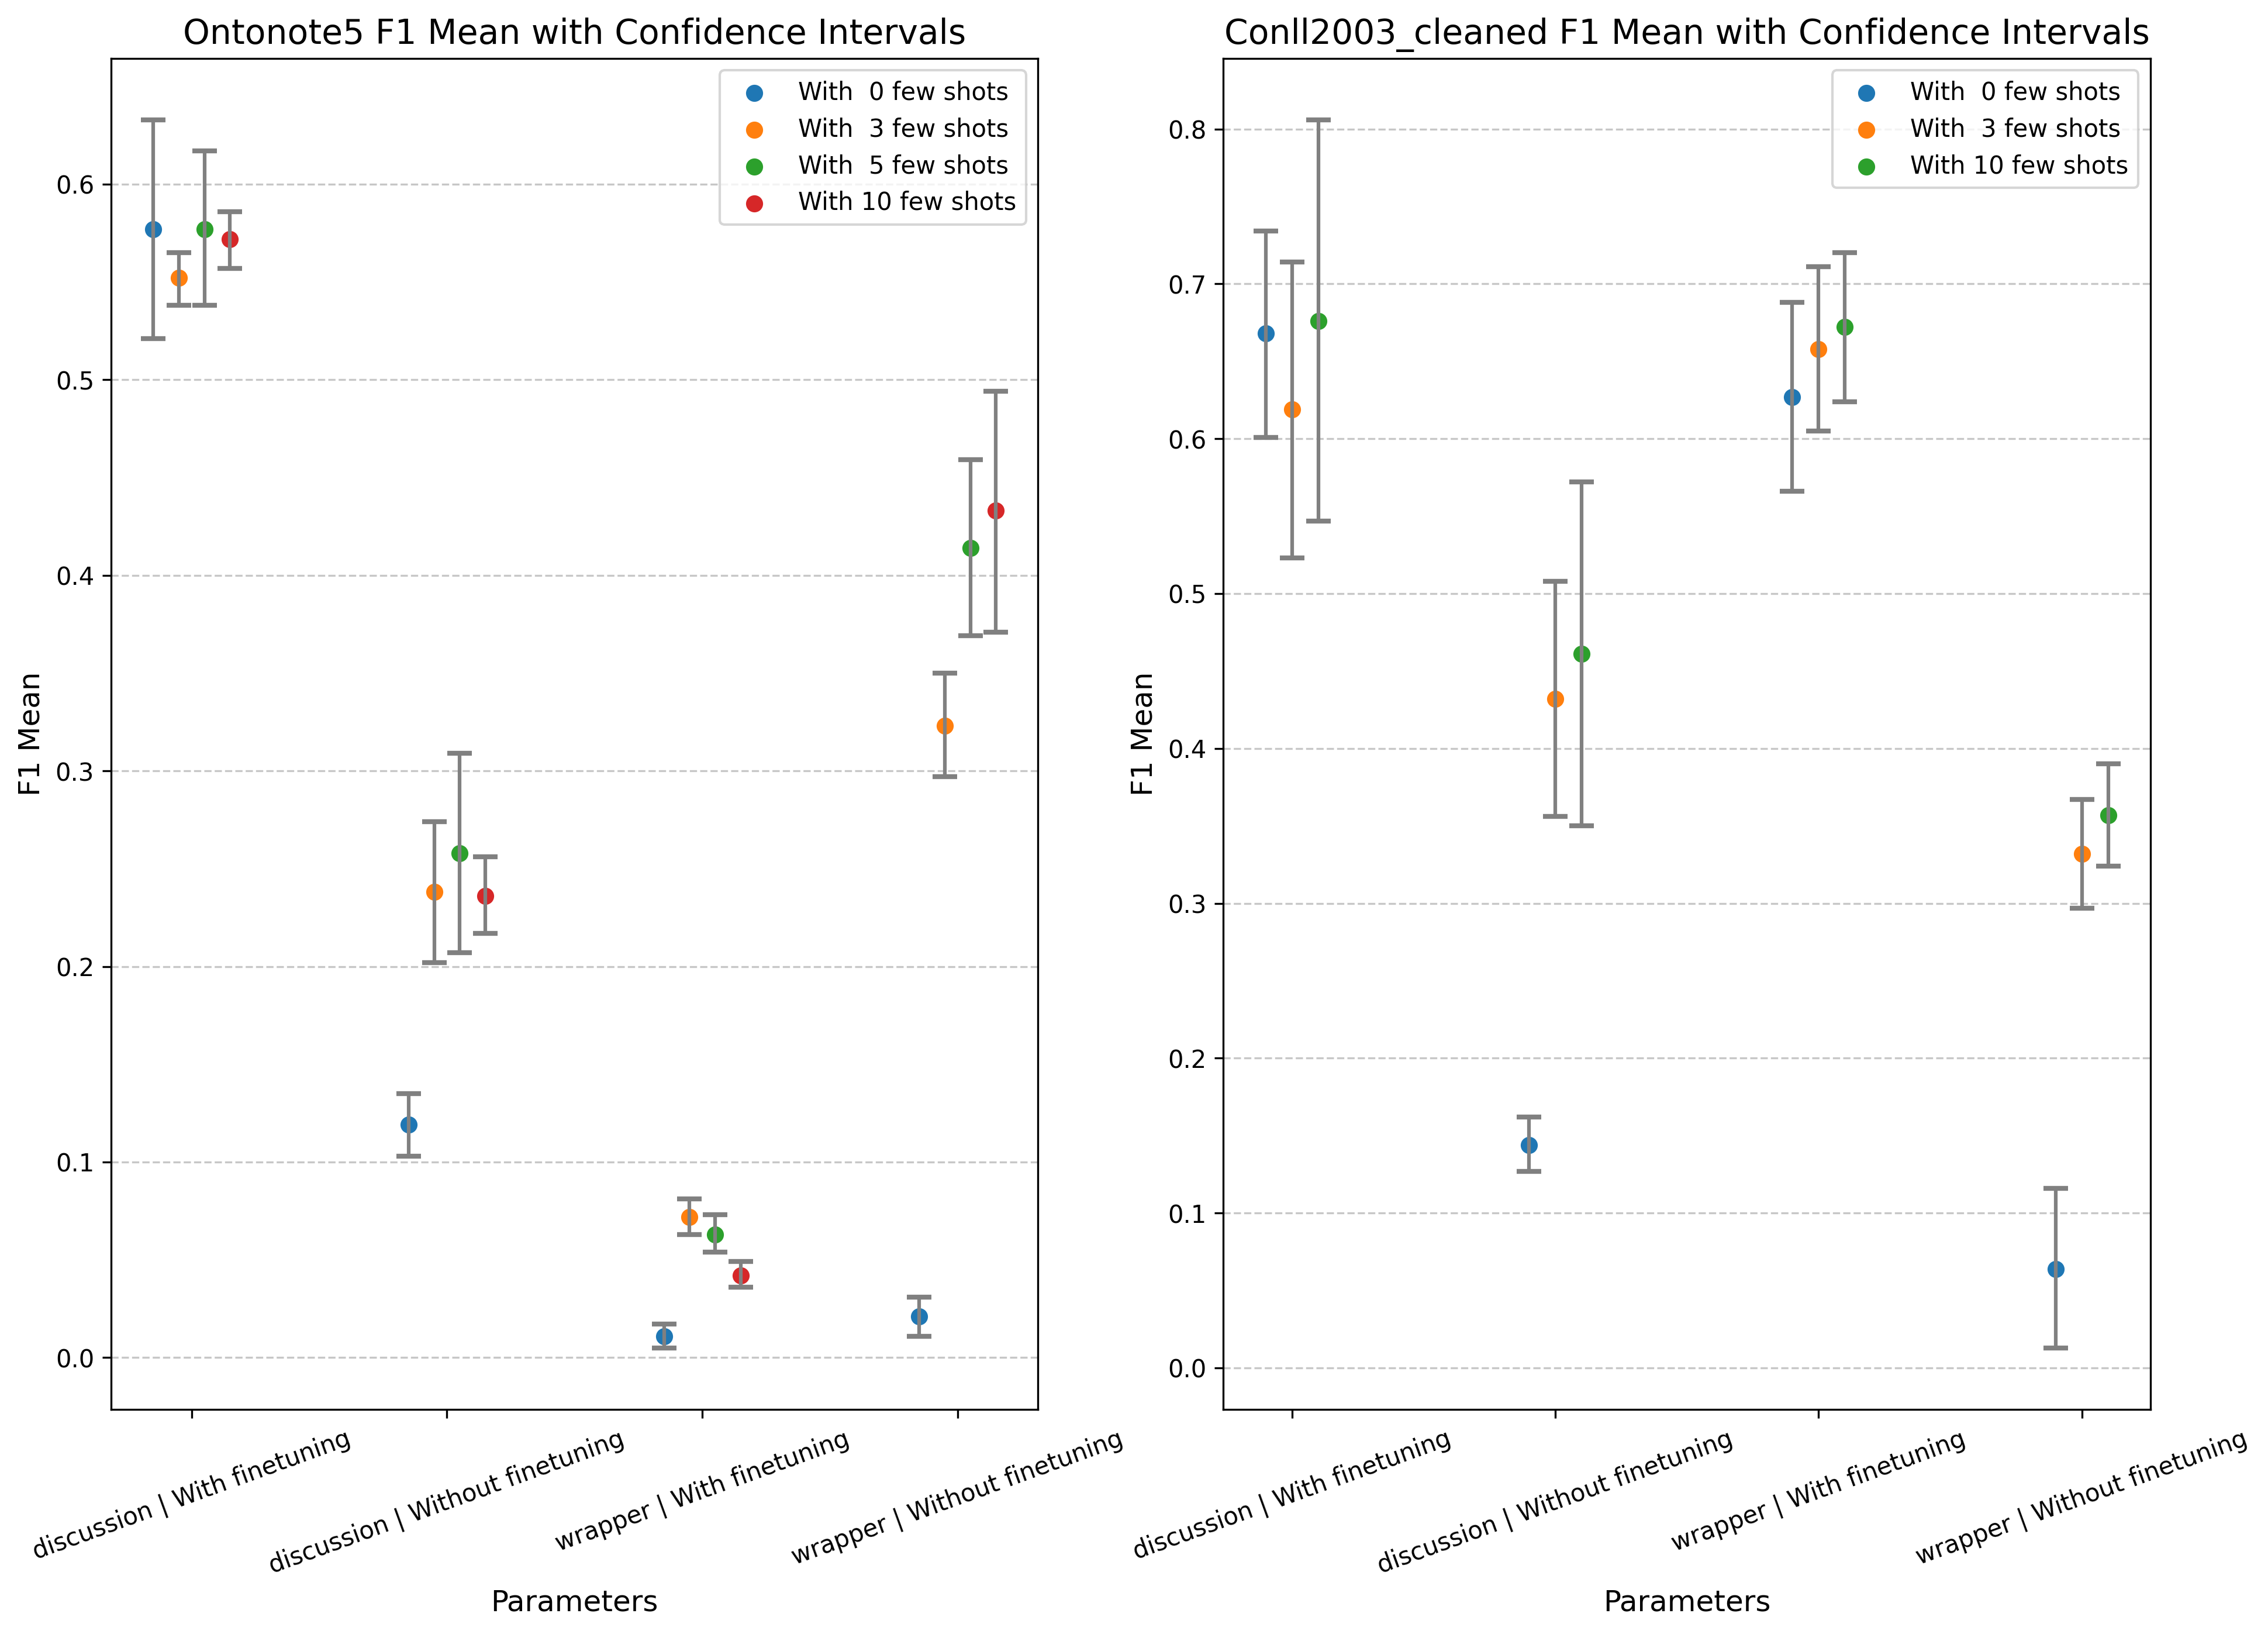 Ontonote5 F1 Mean with Confidence Intervals
With  0 few shots
With  3 few shots
With  5 few shots
With 10 few shots
F1 Mean
0.6
0.5
0.4
0.3
0.2
0.1
0.0
discussion | With finetuning
discussion | Without finetuning
wrapper | With finetuning
wrapper | Without finetuning
Parameters
Conll2003_cleaned F1 Mean with Confidence Intervals
With  0 few shots
With  3 few shots
With 10 few shots
F1 Mean
0.8
0.7
0.6
0.5
0.4
0.3
0.2
0.1
0.0
discussion | With finetuning
discussion | Without finetuning
wrapper | With finetuning
wrapper | Without finetuning
Parameters